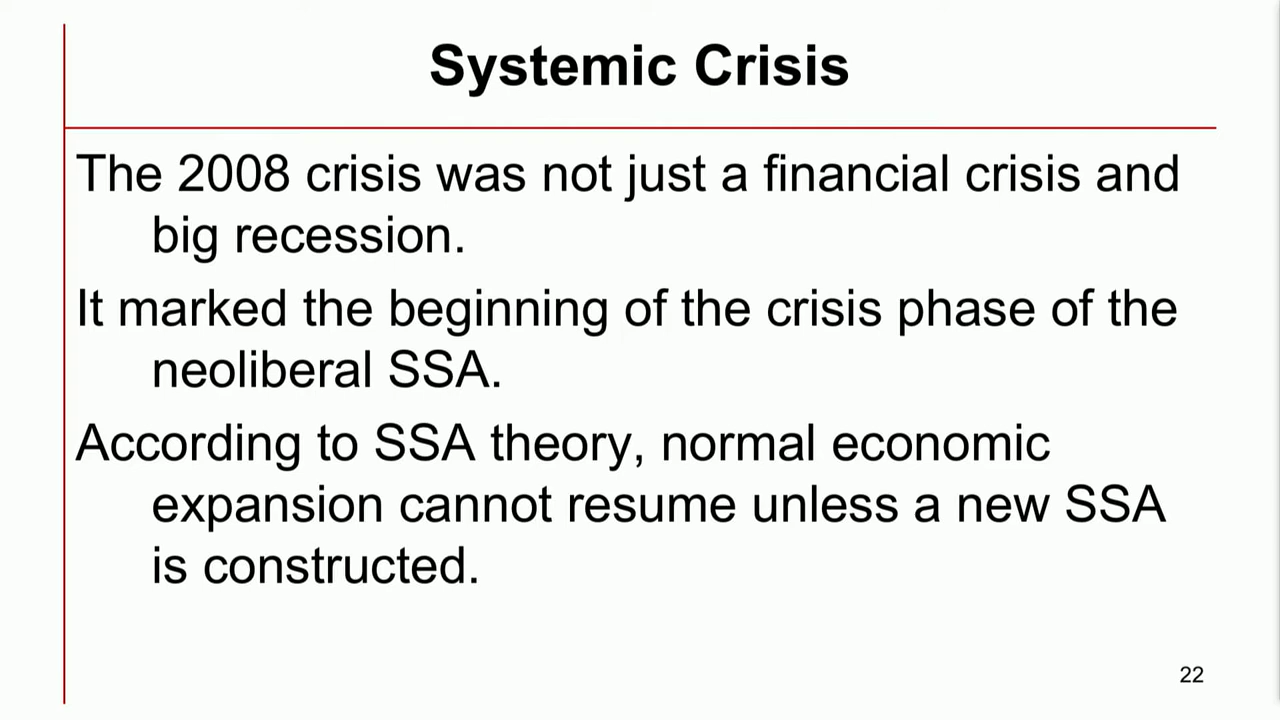 Systemic Crisis
The 2008 crisis was not just a financial crisis and
big recession.
It marked the beginning of the crisis phase of the
neoliberal SSA.
According to SSA theory, normal economic
expansion cannot resume unless a new SSA
is constructed.
22